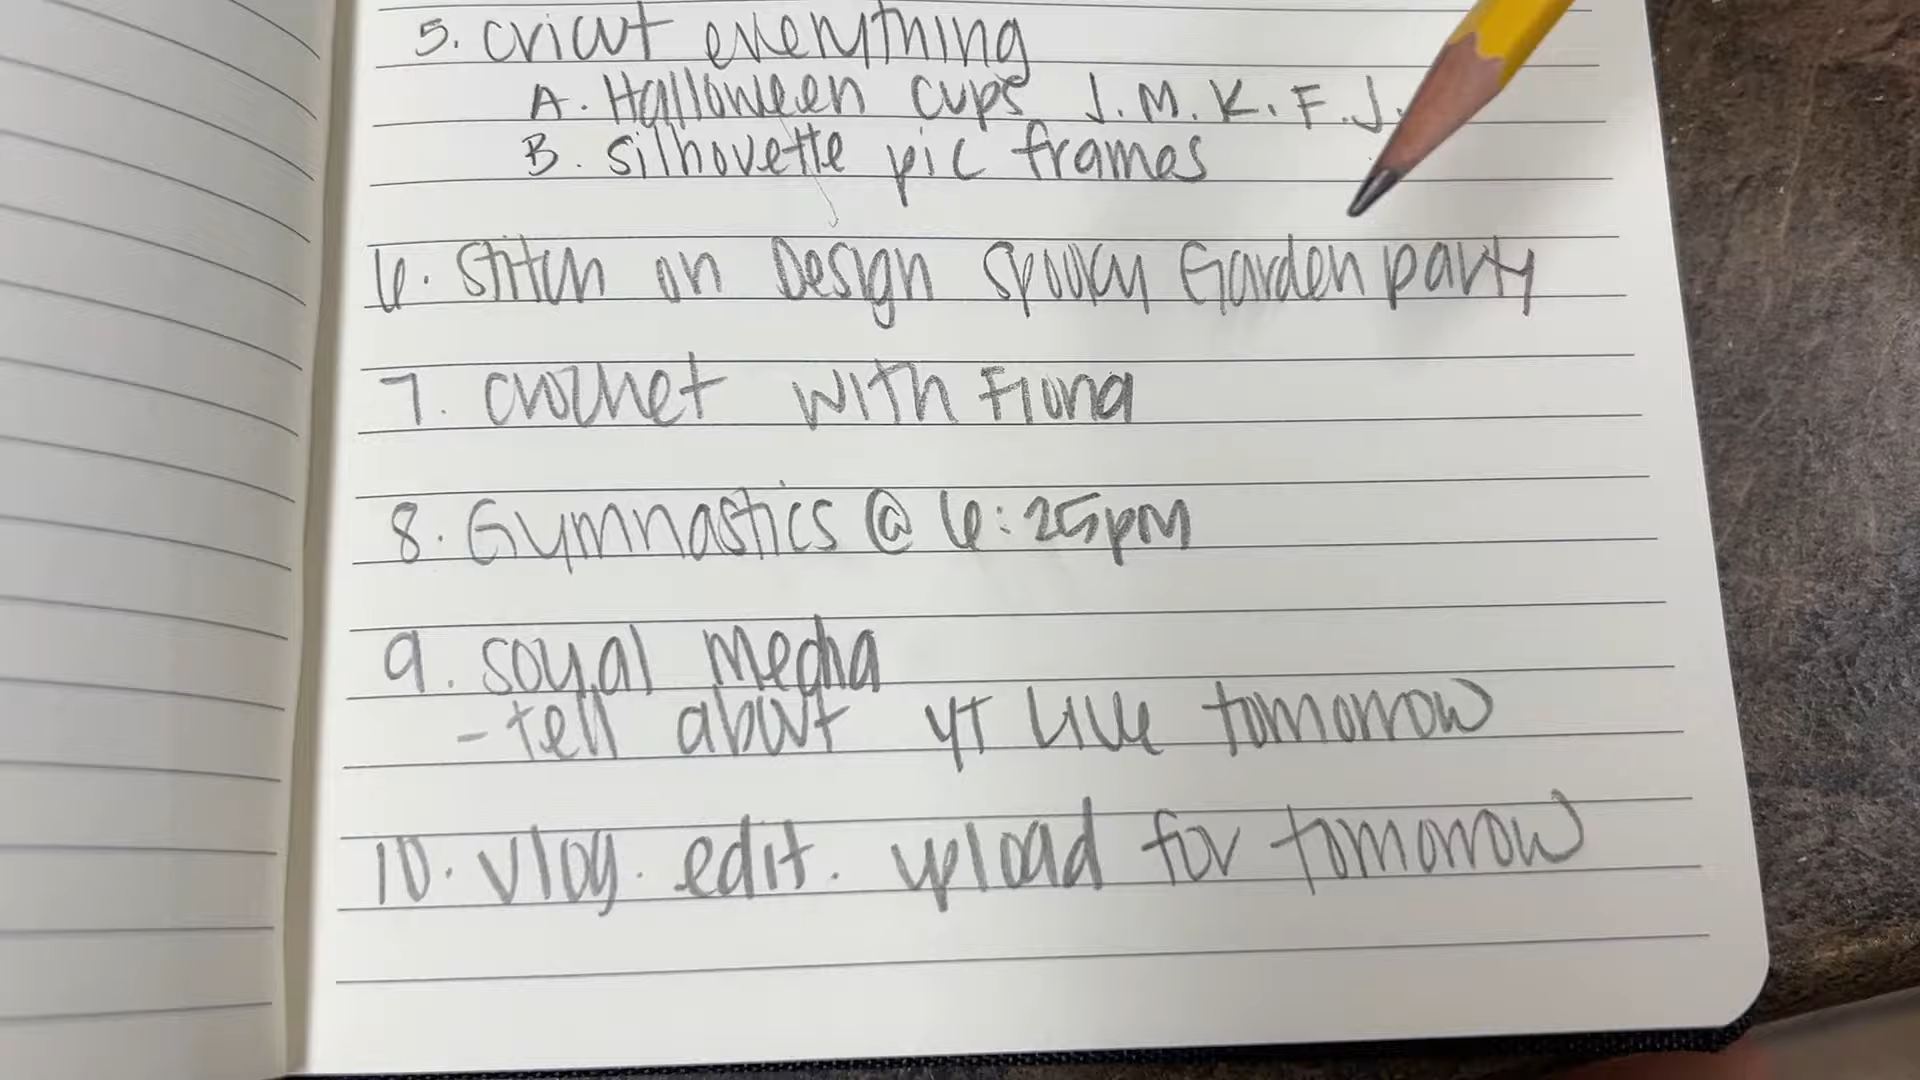 5. cricut everything
A. Halloween cups J. M. K. F. J.
B. silhouette pic frames
6. Stitch on Design Spooky Garden party
7. crochet with Fiona
8. Gymnastics @ 6:25pm
9. social media
- tell about YT Live tomorrow
10. vlog. edit. upload for tomorrow